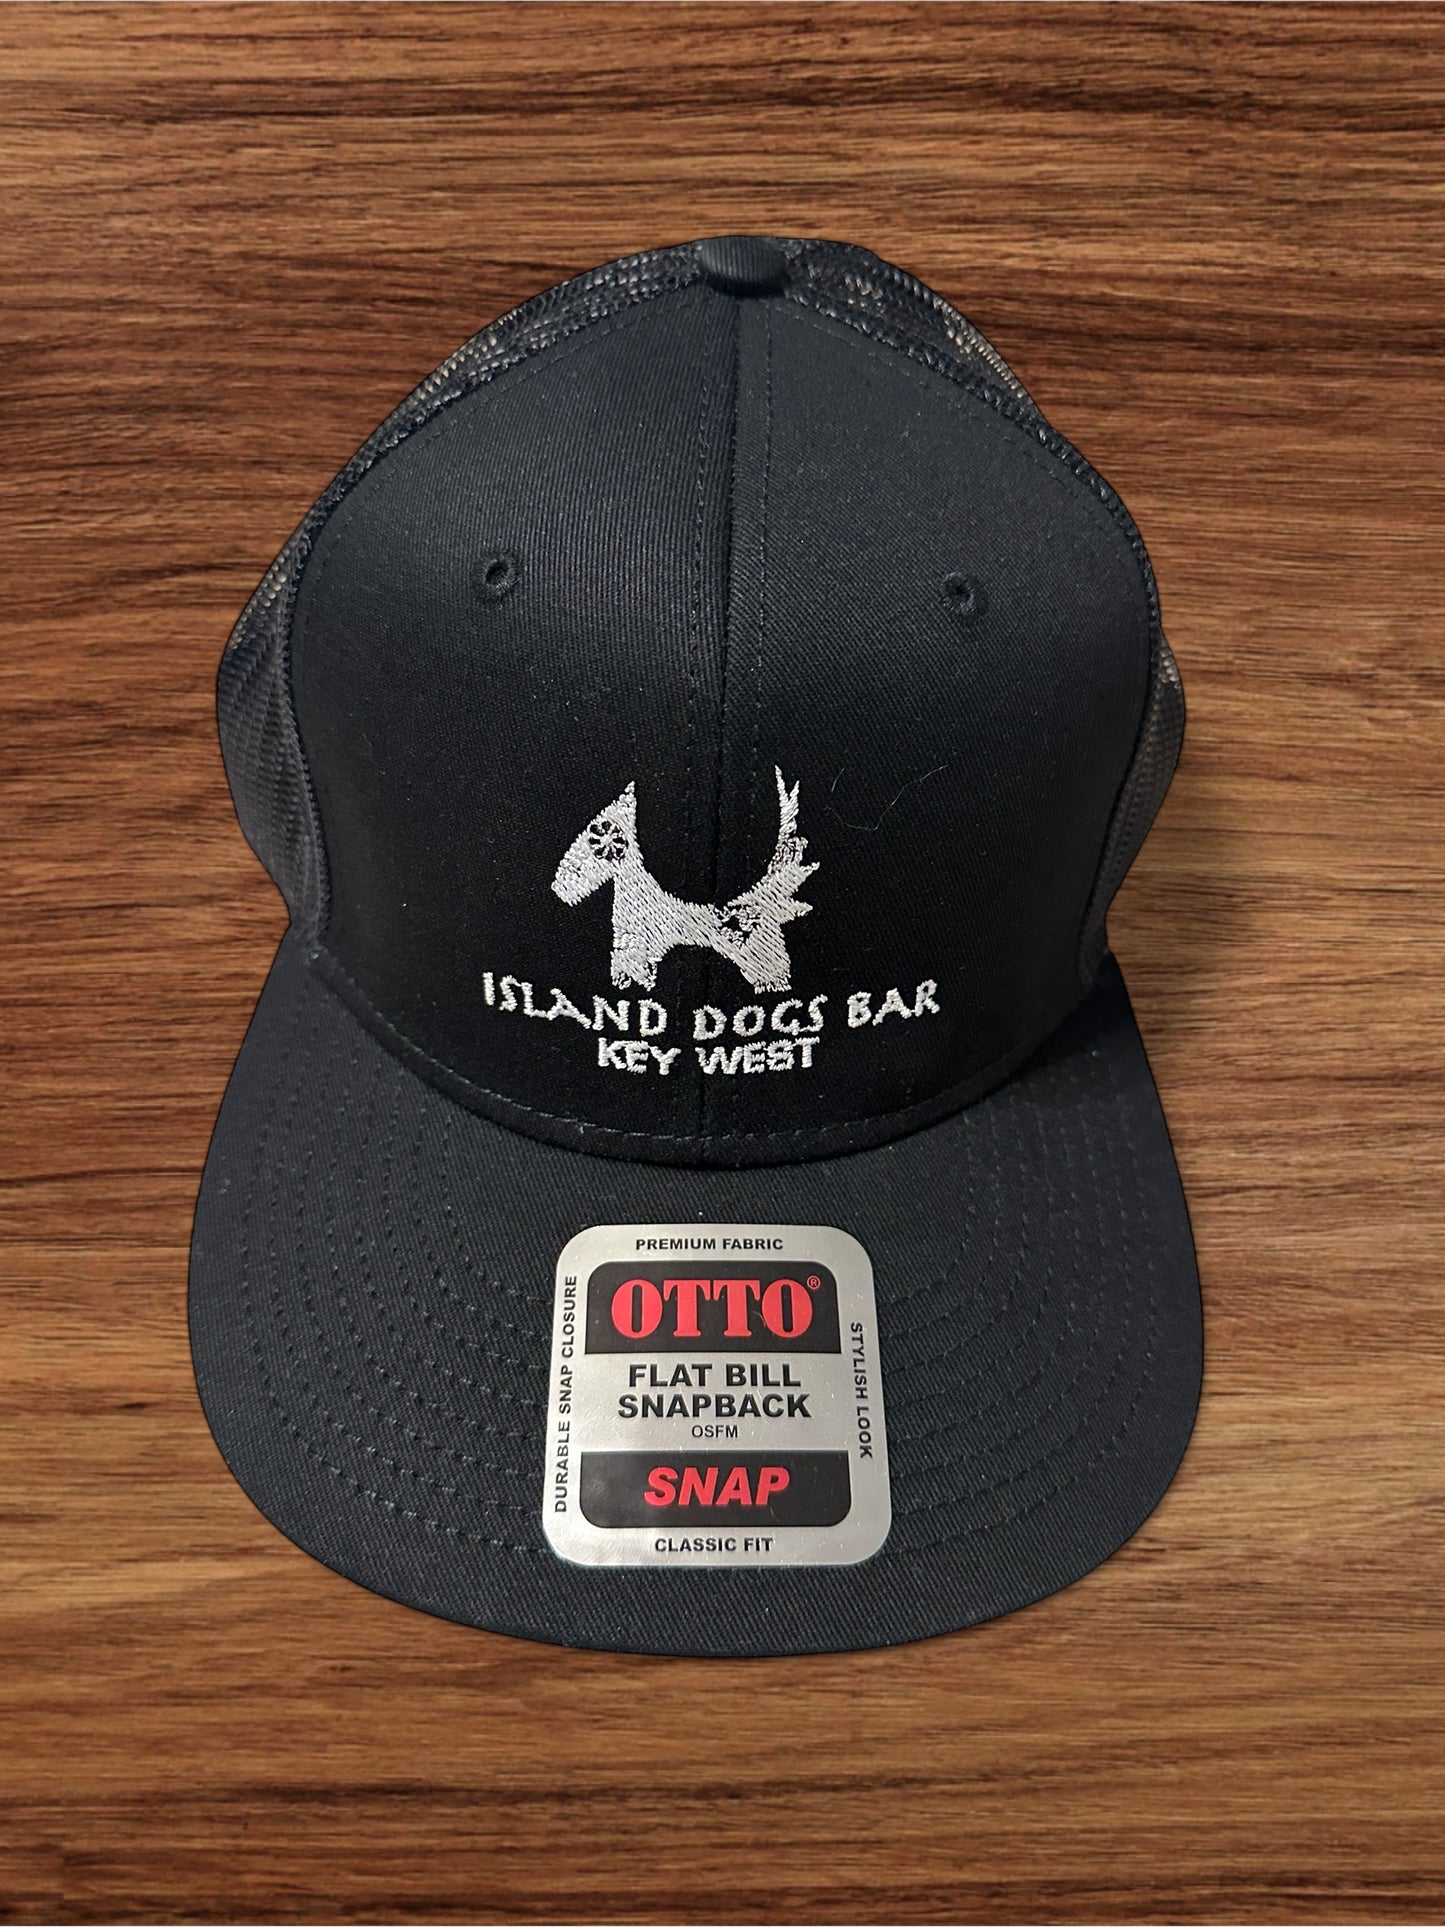 ISLAND DOGS BAR
KEY WEST
PREMIUM FABRIC
DURABLE SNAP CLOSURE
OTTO®
FLAT BILL
SNAPBACK
OSFM
SNAP
STYLISH LOOK
CLASSIC FIT